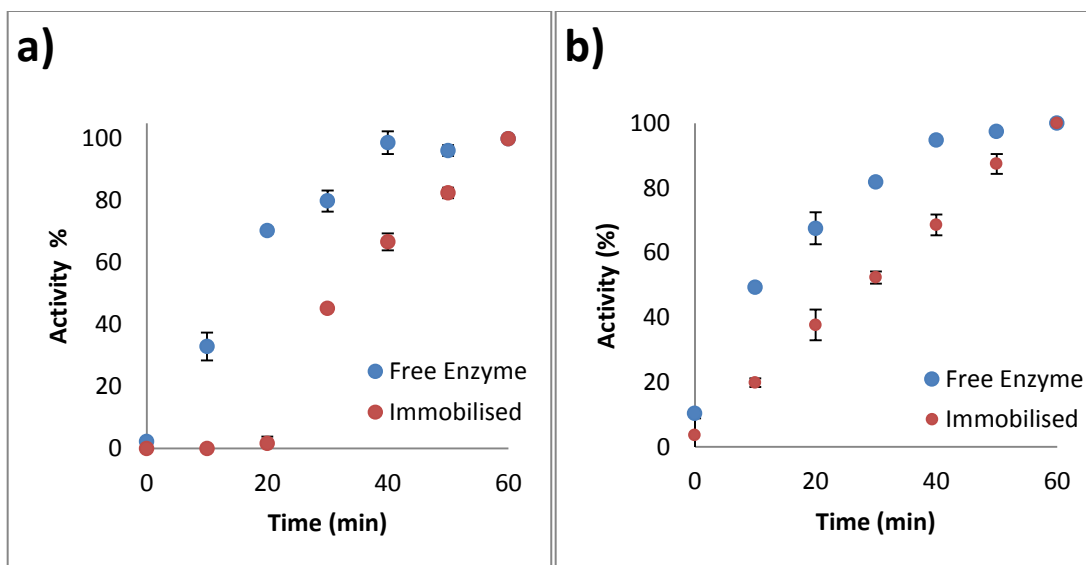 a)
Activity %
100
80
60
40
20
0
Free Enzyme
Immobilised
0 20 40 60
Time (min)
b)
Activity (%)
100
80
60
40
20
0
Free Enzyme
Immobilised
0 20 40 60
Time (min)